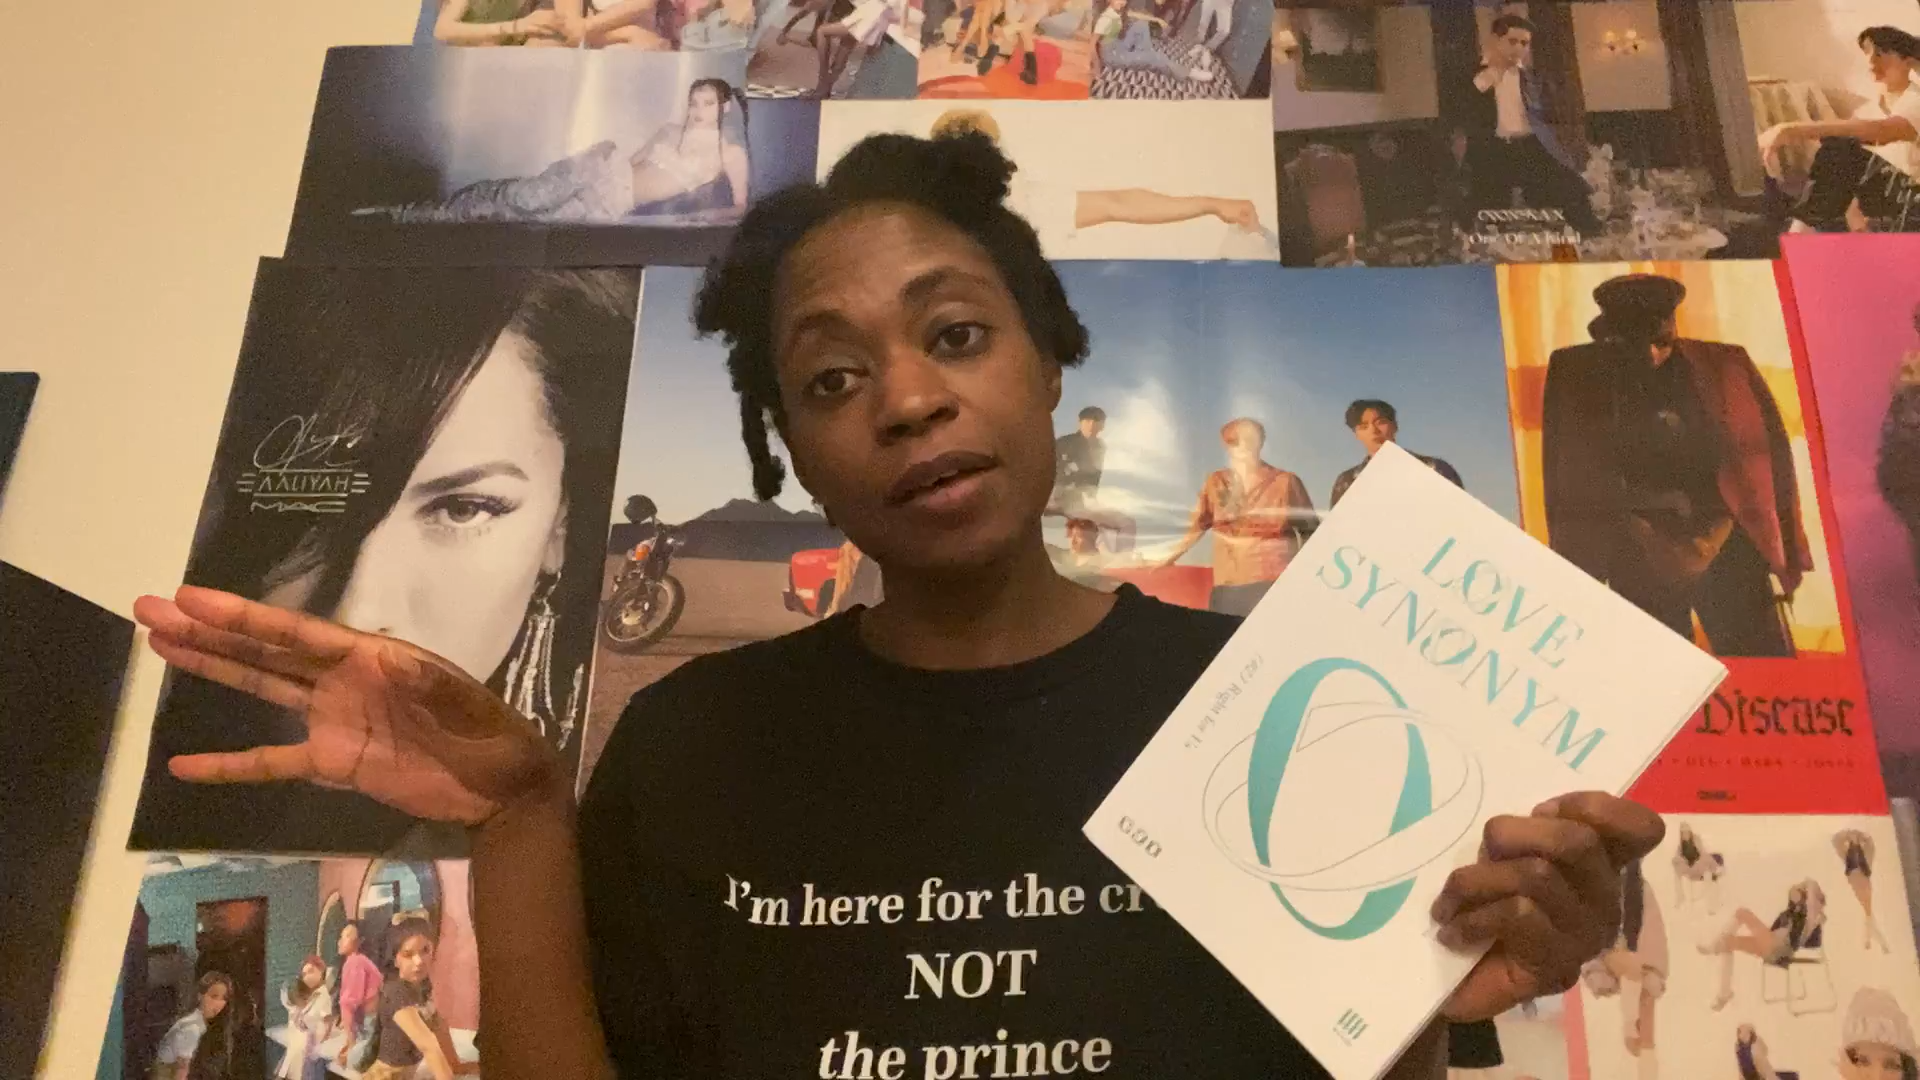 AALIYAH
MAC
MONSTA X
One Of A Kind
LOVE
SYNONYM
#2) Right for Us
Disease
I'm here for the cr
NOT
the prince